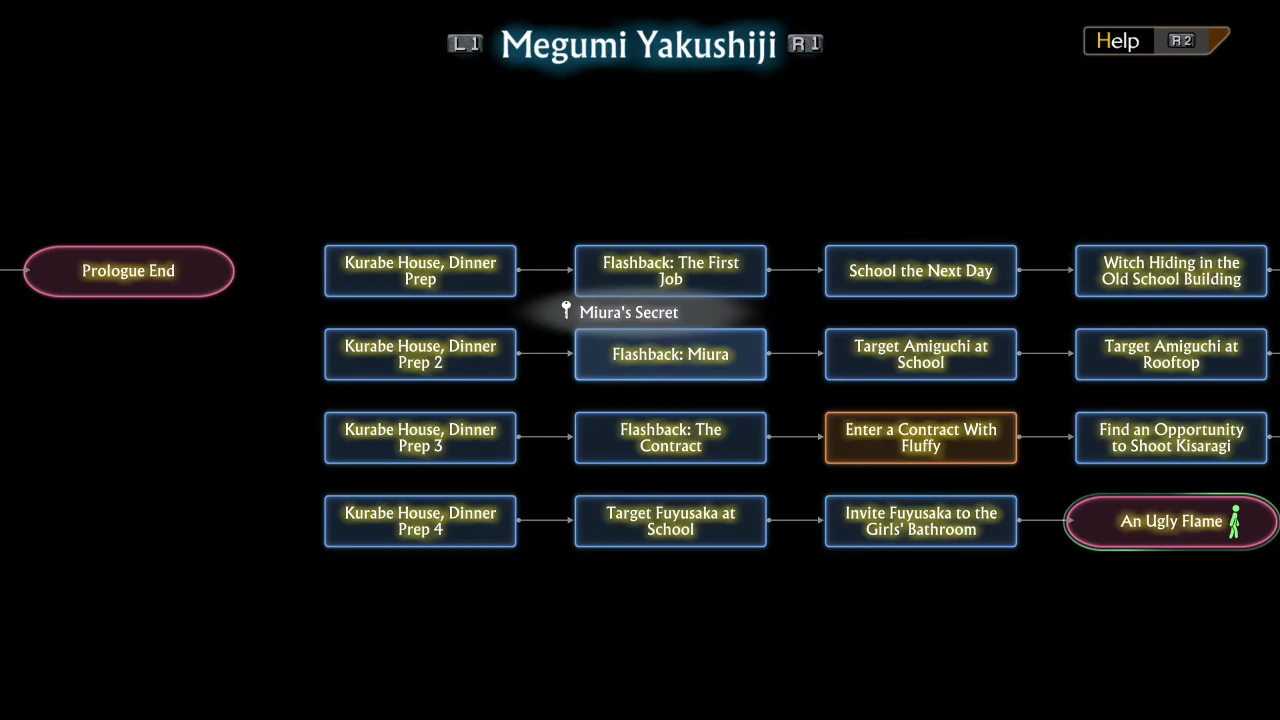 L1 Megumi Yakushiji R1
Help R2
Prologue End
Kurabe House, Dinner
Prep
Flashback: The First
Job
School the Next Day
Witch Hiding in the
Old School Building
Miura's Secret
Kurabe House, Dinner
Prep 2
Flashback: Miura
Target Amiguchi at
School
Target Amiguchi at
Rooftop
Kurabe House, Dinner
Prep 3
Flashback: The
Contract
Enter a Contract With
Fluffy
Find an Opportunity
to Shoot Kisaragi
Kurabe House, Dinner
Prep 4
Target Fuyusaka at
School
Invite Fuyusaka to the
Girls' Bathroom
An Ugly Flame